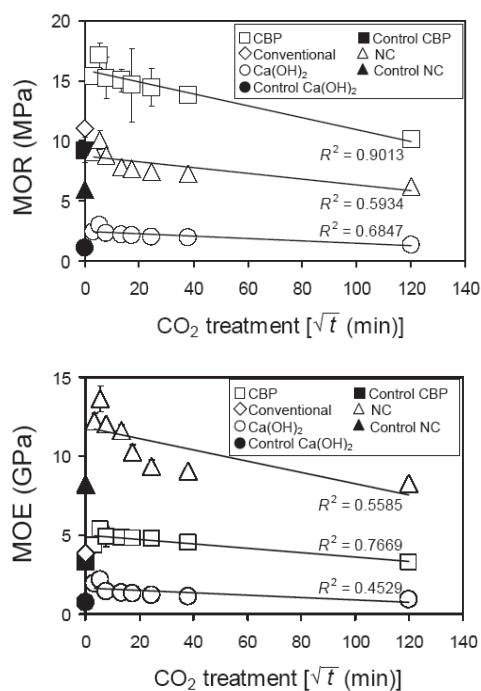 20
15
10
5
0
MOR (MPa)
CBP
Control CBP
Conventional
NC
Ca(OH)₂
Control NC
Control Ca(OH)₂
R² = 0.9013
R² = 0.5934
R² = 0.6847
0 20 40 60 80 100 120 140
CO₂ treatment [√t (min)]
15
10
5
0
MOE (GPa)
CBP
Control CBP
Conventional
NC
Ca(OH)₂
Control NC
Control Ca(OH)₂
R² = 0.5585
R² = 0.7669
R² = 0.4529
0 20 40 60 80 100 120 140
CO₂ treatment [√t (min)]